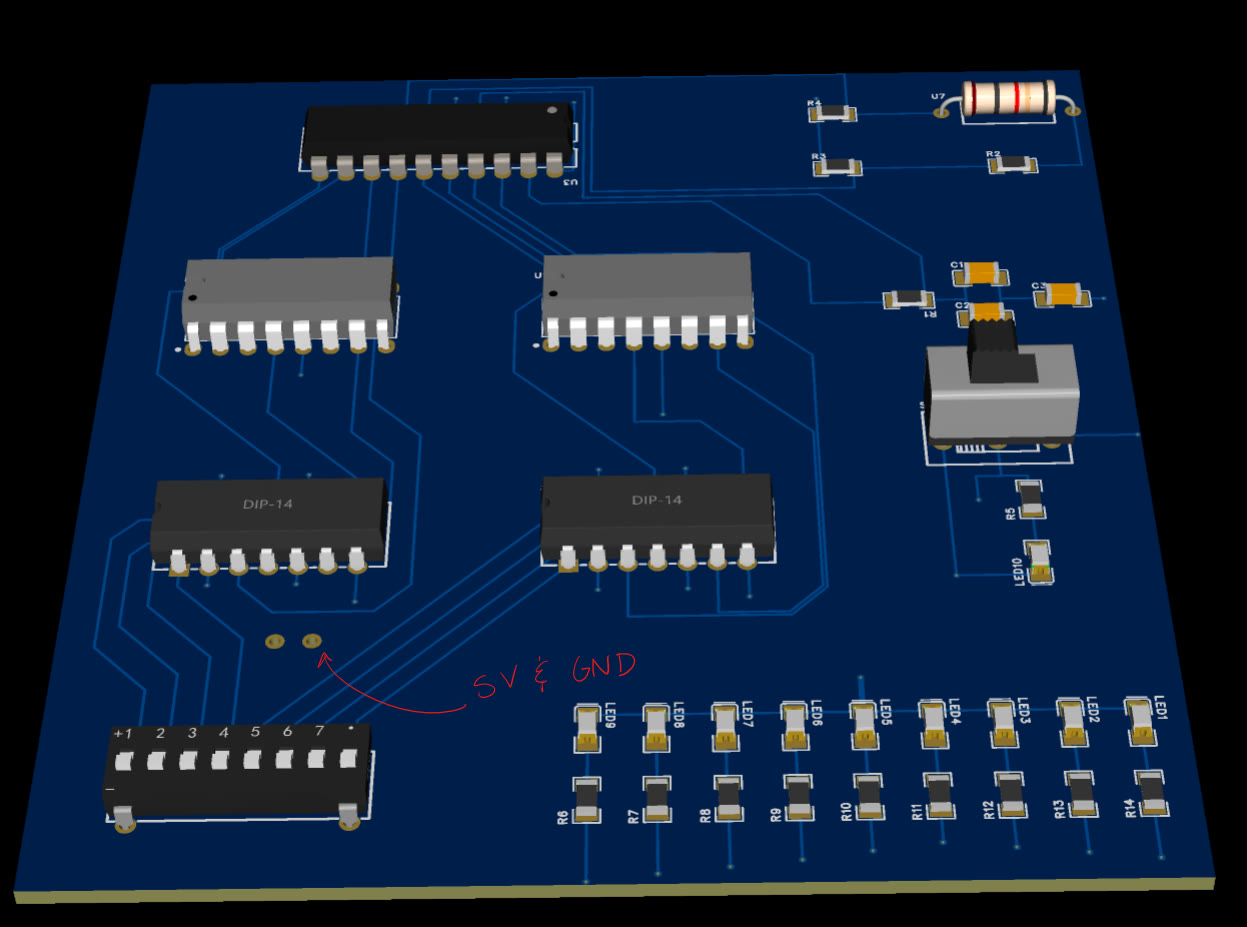 R4
U7
R3
R2
U3
C1
C3
C2
R1
U
DIP-14
DIP-14
R5
LED10
5V & GND
+1 2 3 4 5 6 7
LED9 LED8 LED7 LED6 LED5 LED4 LED3 LED2 LED1
R6 R7 R8 R9 R10 R11 R12 R13 R14